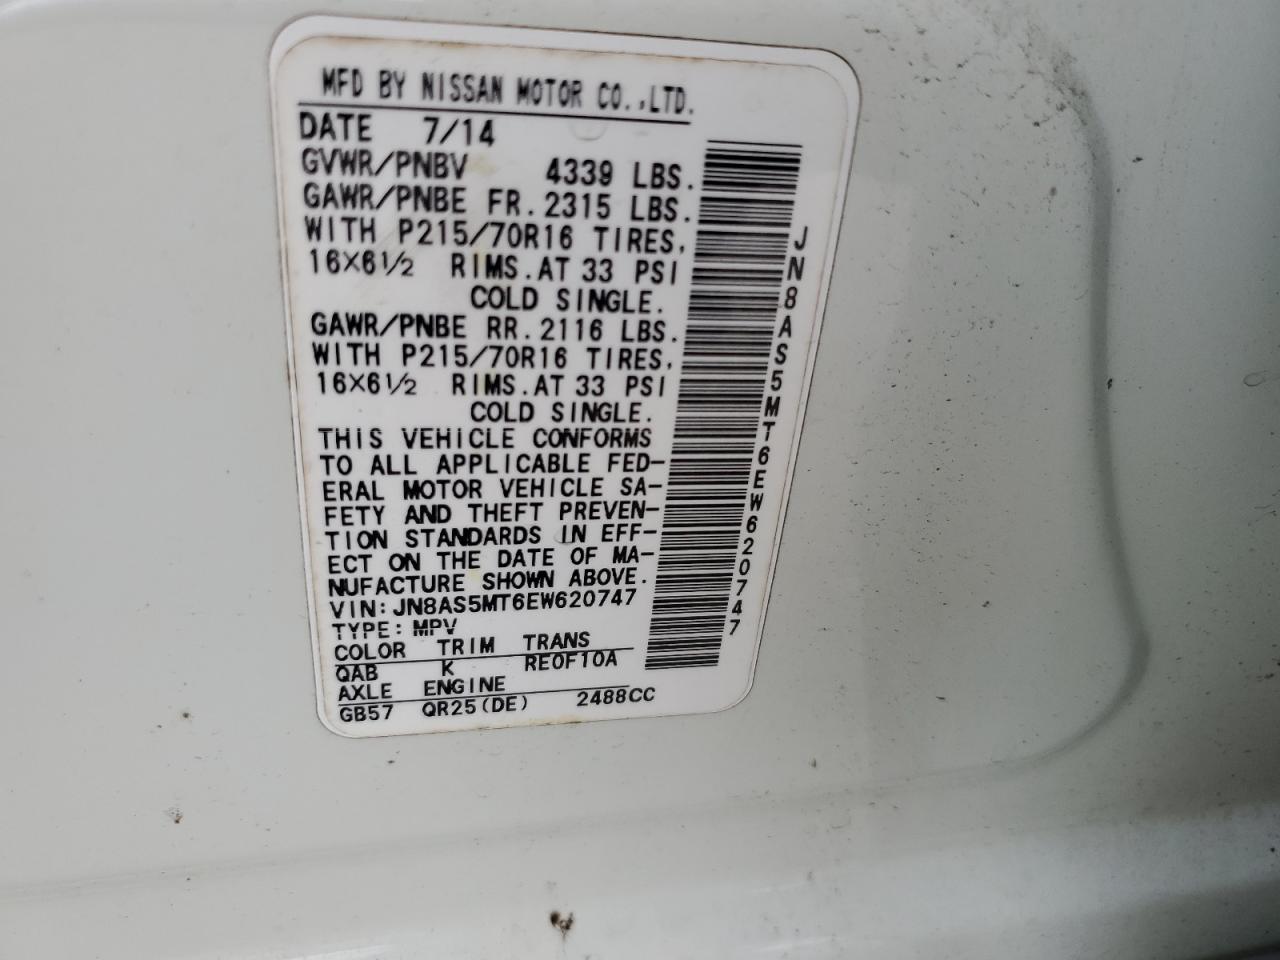 MFD BY NISSAN MOTOR CO.,LTD.
DATE 7/14
GVWR/PNBV 4339 LBS.
GAWR/PNBE FR.2315 LBS.
WITH P215/70R16 TIRES,
16×6½ RIMS.AT 33 PSI
COLD SINGLE.
GAWR/PNBE RR.2116 LBS.
WITH P215/70R16 TIRES,
16×6½ RIMS.AT 33 PSI
COLD SINGLE.
THIS VEHICLE CONFORMS
TO ALL APPLICABLE FED-
ERAL MOTOR VEHICLE SA-
FETY AND THEFT PREVEN-
TION STANDARDS IN EFF-
ECT ON THE DATE OF MA-
NUFACTURE SHOWN ABOVE.
VIN:JN8AS5MT6EW620747
TYPE:MPV
COLOR TRIM TRANS
QAB K RE0F10A
AXLE ENGINE
GB57 QR25(DE) 2488CC
JN8AS5MT6EW620747